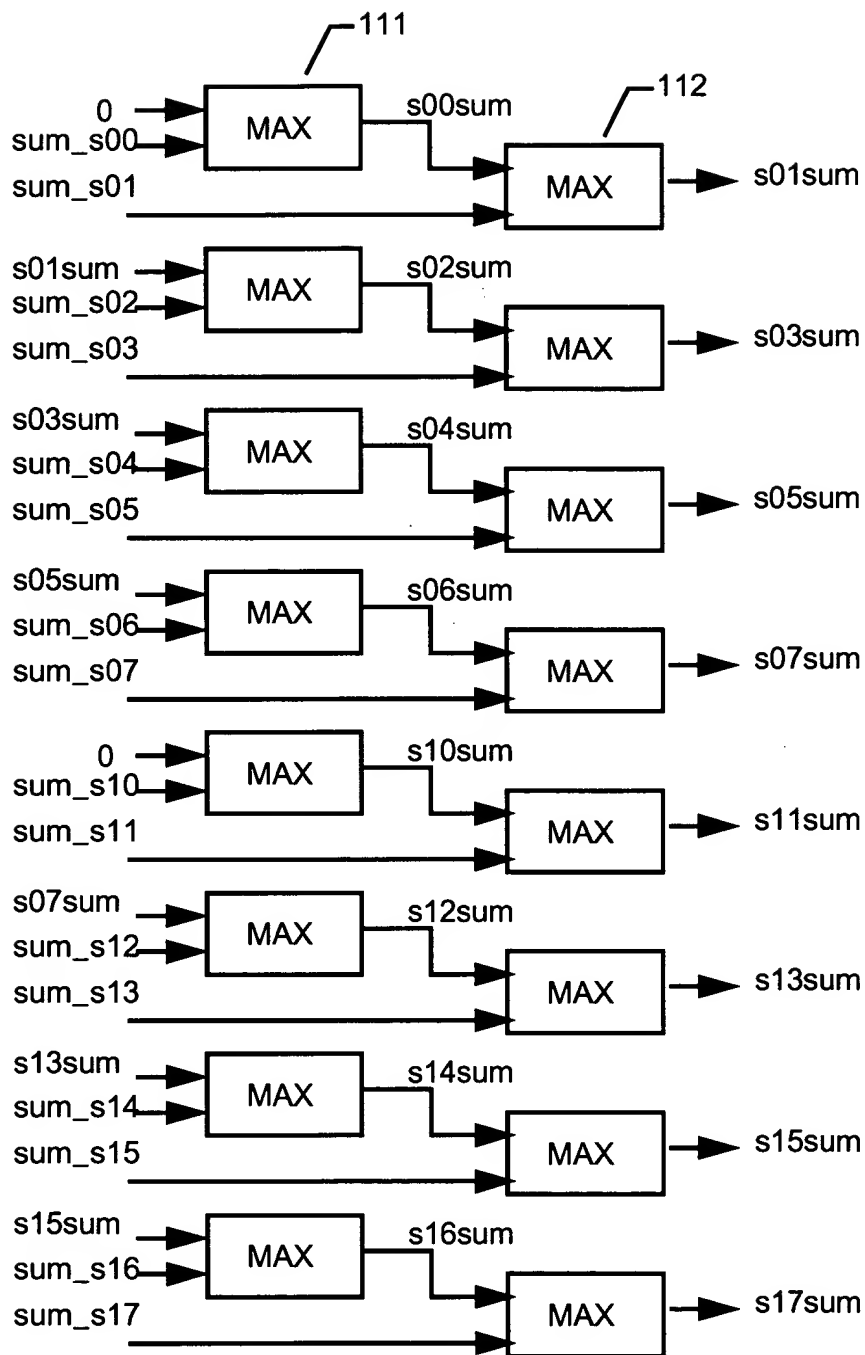 111
0
MAX
s00sum
112
sum_s00
sum_s01
MAX
s01sum
s01sum
MAX
s02sum
sum_s02
sum_s03
MAX
s03sum
s03sum
MAX
s04sum
sum_s04
sum_s05
MAX
s05sum
s05sum
MAX
s06sum
sum_s06
sum_s07
MAX
s07sum
0
MAX
s10sum
sum_s10
sum_s11
MAX
s11sum
s07sum
MAX
s12sum
sum_s12
sum_s13
MAX
s13sum
s13sum
MAX
s14sum
sum_s14
sum_s15
MAX
s15sum
s15sum
MAX
s16sum
sum_s16
sum_s17
MAX
s17sum